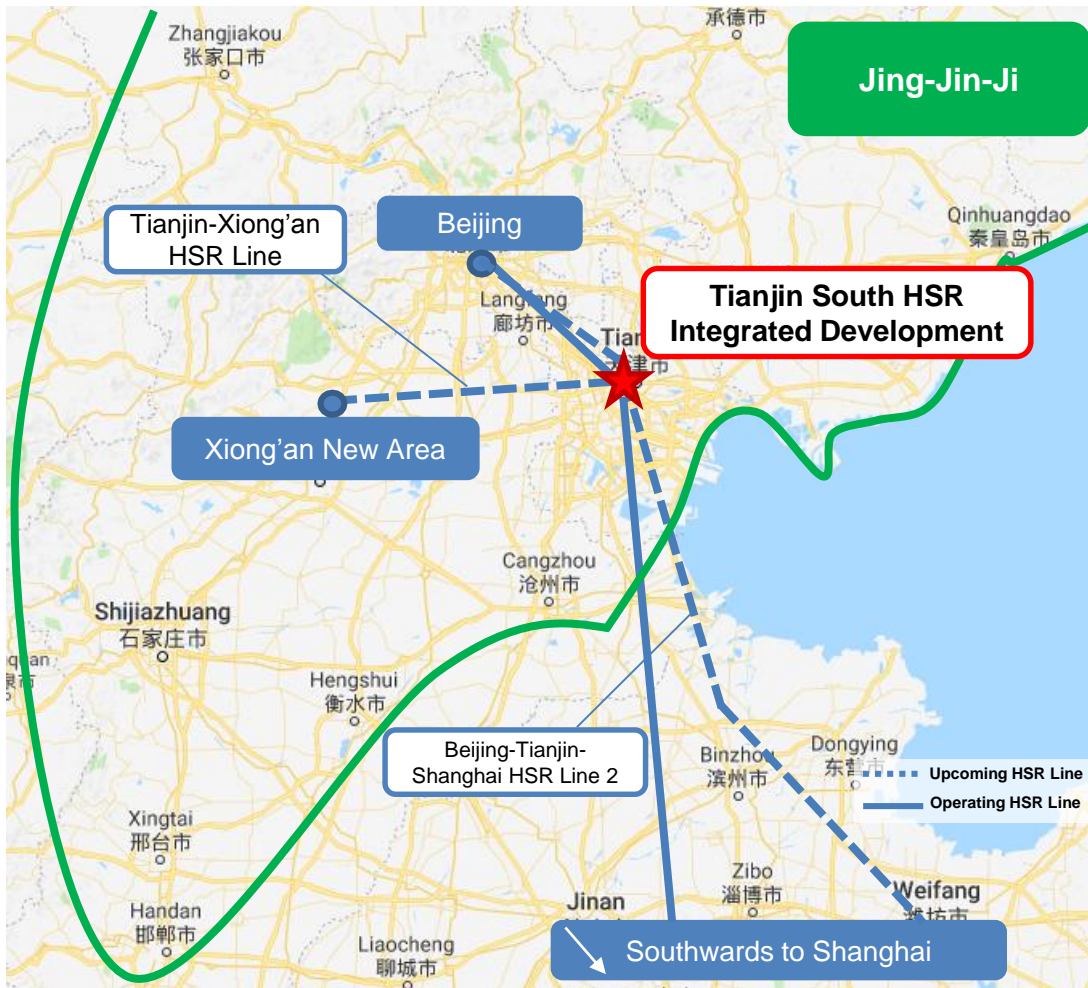 Zhangjiakou
张家口市
承德市
Jing-Jin-Ji
Tianjin-Xiong’an
HSR Line
Beijing
Qinhuangdao
秦皇岛市
Langfang
廊坊市
Tianjin South HSR
Integrated Development
Xiong’an New Area
Cangzhou
沧州市
Shijiazhuang
石家庄市
Hengshui
衡水市
Beijing-Tianjin-
Shanghai HSR Line 2
Binzhou
滨州市
Dongying
东营市
Upcoming HSR Line
Operating HSR Line
Xingtai
邢台市
Zibo
淄博市
Weifang
潍坊市
Jinan
Handan
邯郸市
Liaocheng
聊城市
Southwards to Shanghai